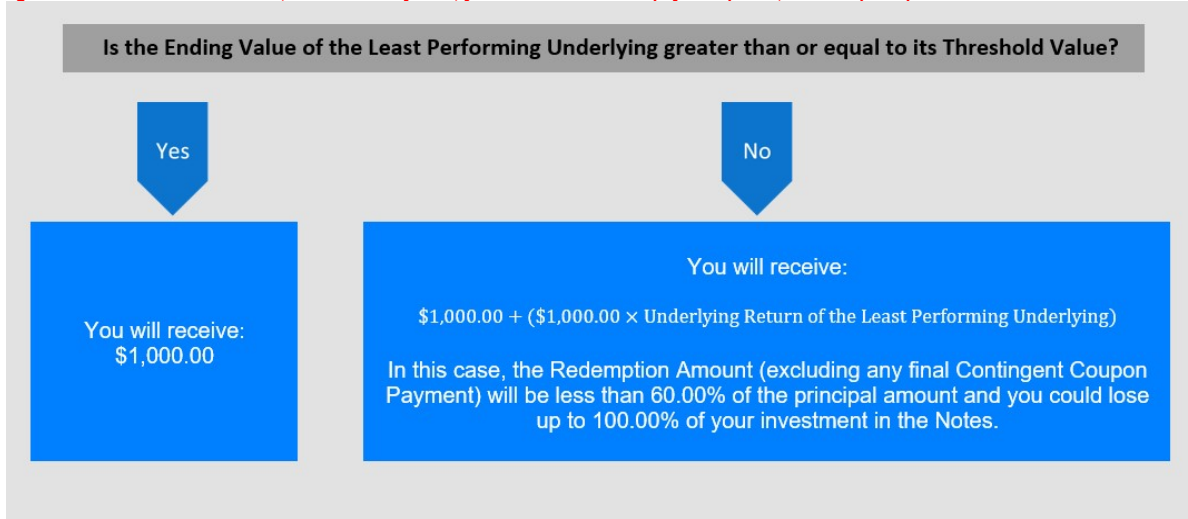 Is the Ending Value of the Least Performing Underlying greater than or equal to its Threshold Value?
Yes
No
You will receive:
$1,000.00
You will receive:
$1,000.00 + ($1,000.00 × Underlying Return of the Least Performing Underlying)
In this case, the Redemption Amount (excluding any final Contingent Coupon
Payment) will be less than 60.00% of the principal amount and you could lose
up to 100.00% of your investment in the Notes.